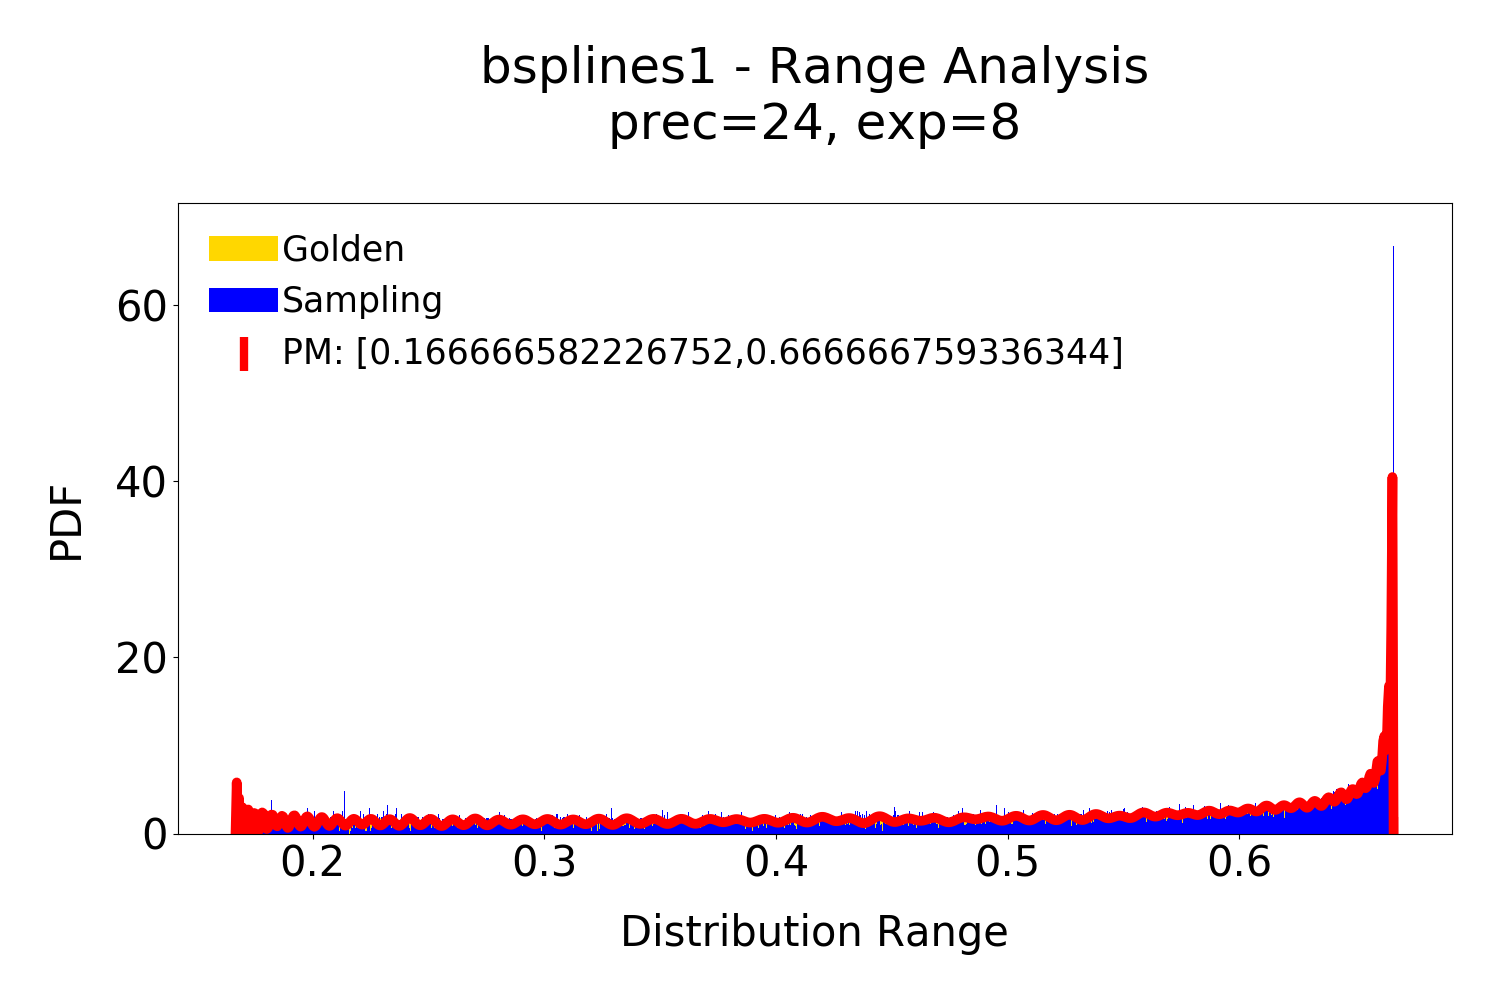 bsplines1 - Range Analysis
prec=24, exp=8
Golden
Sampling
PM: [0.166666582226752,0.666666759336344]
60
40
20
0
PDF
0.2 0.3 0.4 0.5 0.6
Distribution Range